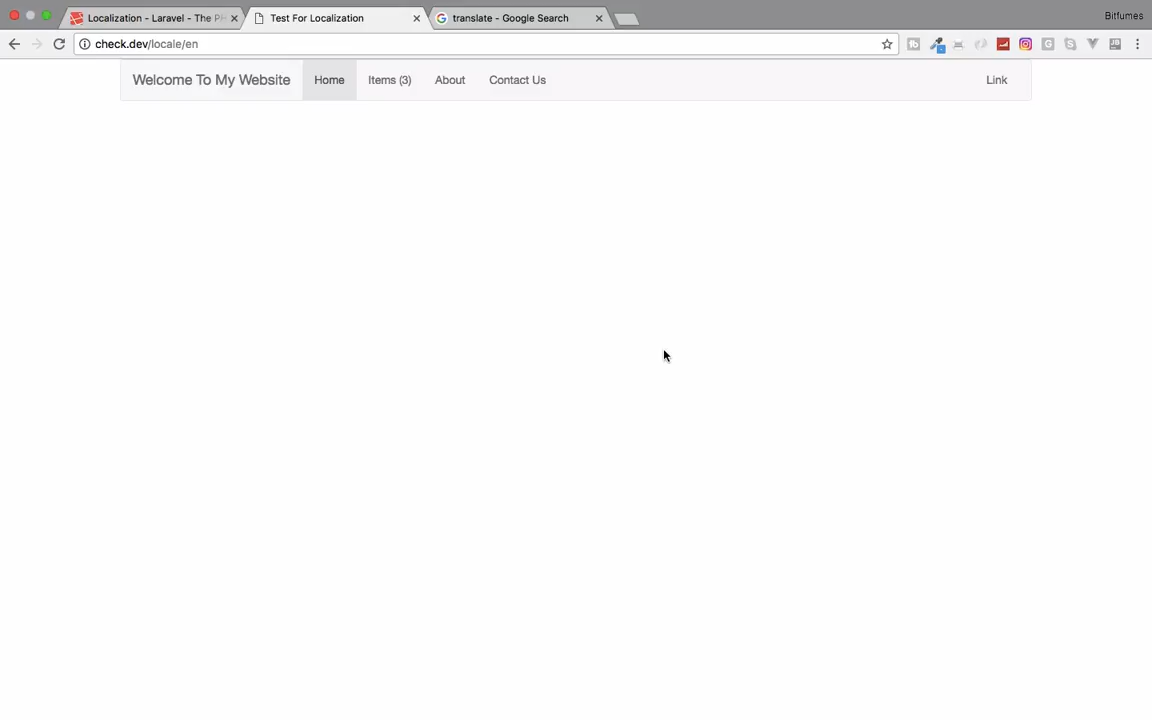 Localization - Laravel - The P
Test For Localization
translate - Google Search
Bitfumes
check.dev/locale/en
Welcome To My Website
Home
Items (3)
About
Contact Us
Link